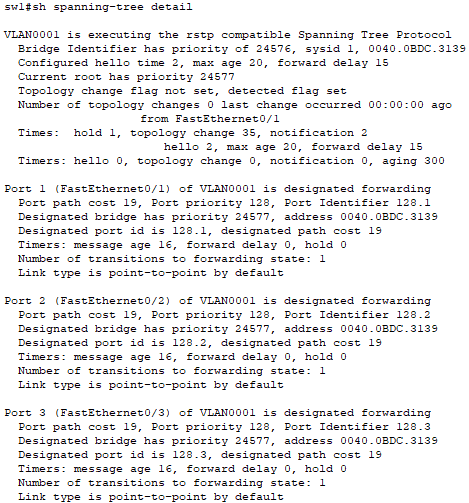 sw1#sh spanning-tree detail

VLAN0001 is executing the rstp compatible Spanning Tree Protocol
  Bridge Identifier has priority of 24576, sysid 1, 0040.0BDC.3139
  Configured hello time 2, max age 20, forward delay 15
  Current root has priority 24577
  Topology change flag not set, detected flag set
  Number of topology changes 0 last change occurred 00:00:00 ago
                    from FastEthernet0/1
  Times:  hold 1, topology change 35, notification 2
                       hello 2, max age 20, forward delay 15
  Timers: hello 0, topology change 0, notification 0, aging 300

Port 1 (FastEthernet0/1) of VLAN0001 is designated forwarding
  Port path cost 19, Port priority 128, Port Identifier 128.1
  Designated bridge has priority 24577, address 0040.0BDC.3139
  Designated port id is 128.1, designated path cost 19
  Timers: message age 16, forward delay 0, hold 0
  Number of transitions to forwarding state: 1
  Link type is point-to-point by default

Port 2 (FastEthernet0/2) of VLAN0001 is designated forwarding
  Port path cost 19, Port priority 128, Port Identifier 128.2
  Designated bridge has priority 24577, address 0040.0BDC.3139
  Designated port id is 128.2, designated path cost 19
  Timers: message age 16, forward delay 0, hold 0
  Number of transitions to forwarding state: 1
  Link type is point-to-point by default

Port 3 (FastEthernet0/3) of VLAN0001 is designated forwarding
  Port path cost 19, Port priority 128, Port Identifier 128.3
  Designated bridge has priority 24577, address 0040.0BDC.3139
  Designated port id is 128.3, designated path cost 19
  Timers: message age 16, forward delay 0, hold 0
  Number of transitions to forwarding state: 1
  Link type is point-to-point by default